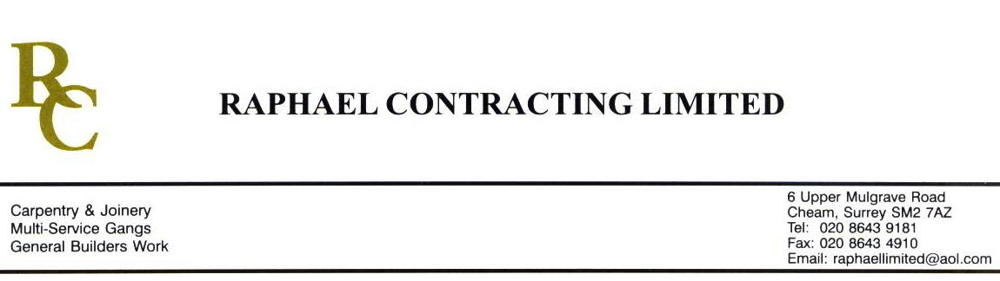 RC
RAPHAEL CONTRACTING LIMITED
Carpentry & Joinery
Multi-Service Gangs
General Builders Work
6 Upper Mulgrave Road
Cheam, Surrey SM2 7AZ
Tel: 020 8643 9181
Fax: 020 8643 4910
Email: raphaellimited@aol.com